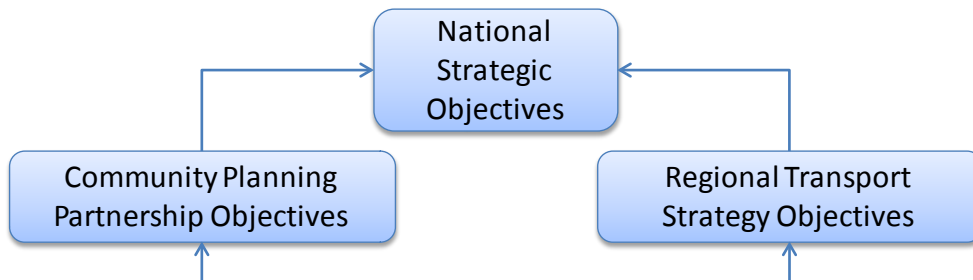 National
Strategic
Objectives
Community Planning
Partnership Objectives
Regional Transport
Strategy Objectives